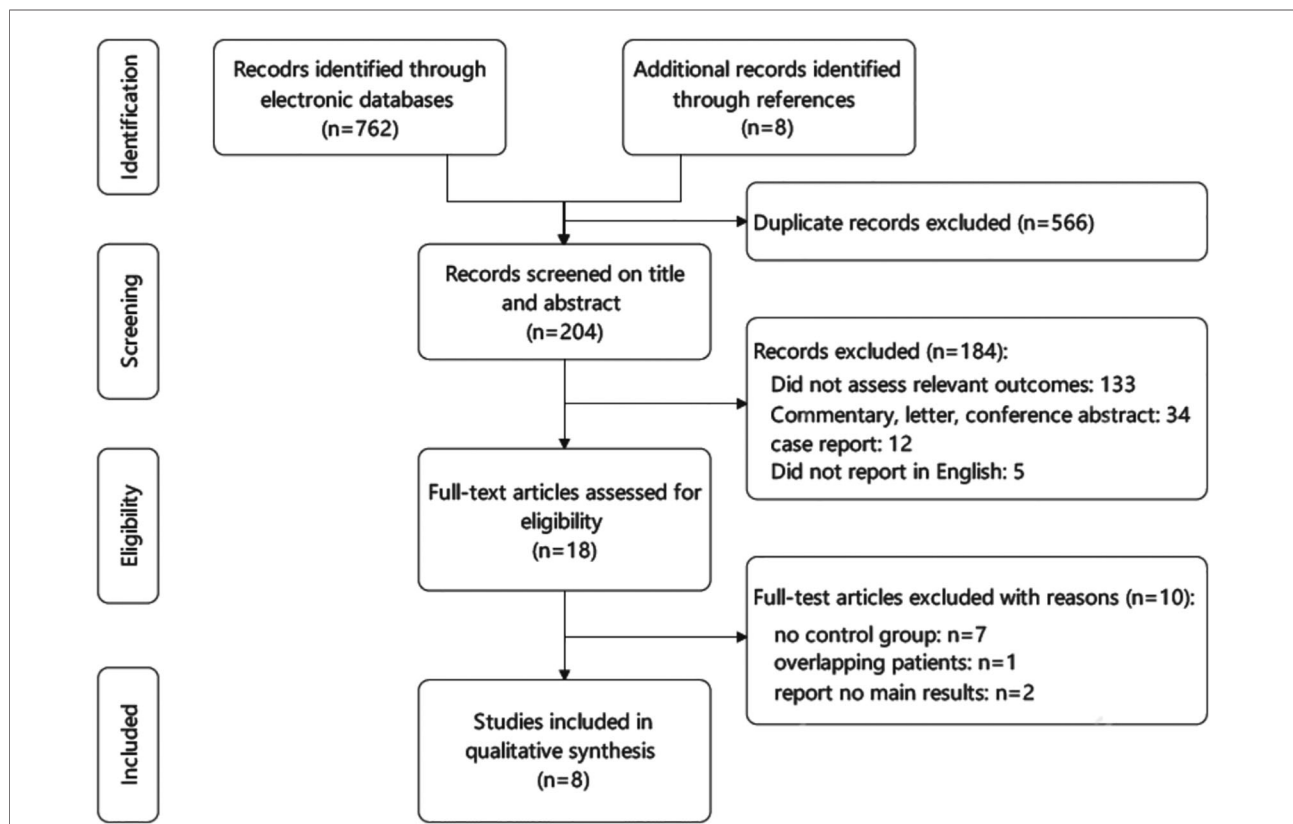 Identification
Recodrs identified through
electronic databases
(n=762)
Additional records identified
through references
(n=8)
Duplicate records excluded (n=566)
Screening
Records screened on title
and abstract
(n=204)
Records excluded (n=184):
Did not assess relevant outcomes: 133
Commentary, letter, conference abstract: 34
case report: 12
Did not report in English: 5
Eligibility
Full-text articles assessed for
eligibility
(n=18)
Full-test articles excluded with reasons (n=10):
no control group: n=7
overlapping patients: n=1
report no main results: n=2
Included
Studies included in
qualitative synthesis
(n=8)